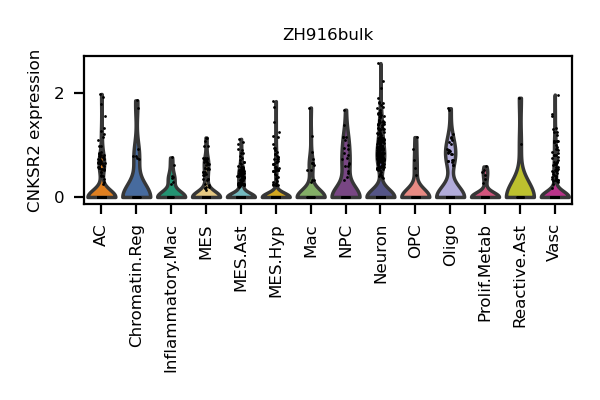 ZH916bulk
CNKSR2 expression
2
0
AC
Chromatin.Reg
Inflammatory.Mac
MES
MES.Ast
MES.Hyp
Mac
NPC
Neuron
OPC
Oligo
Prolif.Metab
Reactive.Ast
Vasc